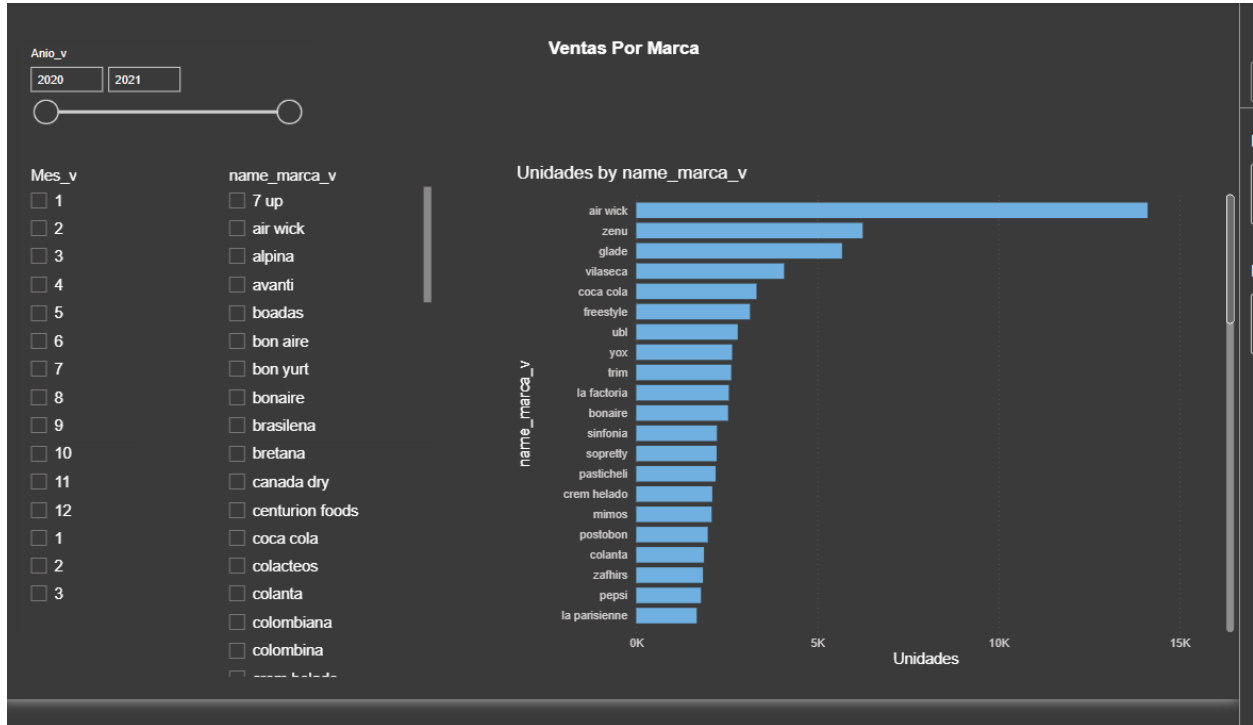 Ventas Por Marca
Anio_v
2020 2021
Mes_v
1
2
3
4
5
6
7
8
9
10
11
12
1
2
3
name_marca_v
7 up
air wick
alpina
avanti
boadas
bon aire
bon yurt
bonaire
brasilena
bretana
canada dry
centurion foods
coca cola
colacteos
colanta
colombiana
colombina
Unidades by name_marca_v
name_marca_v
air wick
zenu
glade
vilaseca
coca cola
freestyle
ubl
yox
trim
la factoria
bonaire
sinfonia
sopretty
pasticheli
crem helado
mimos
postobon
colanta
zafhirs
pepsi
la parisienne
0K 5K 10K 15K
Unidades